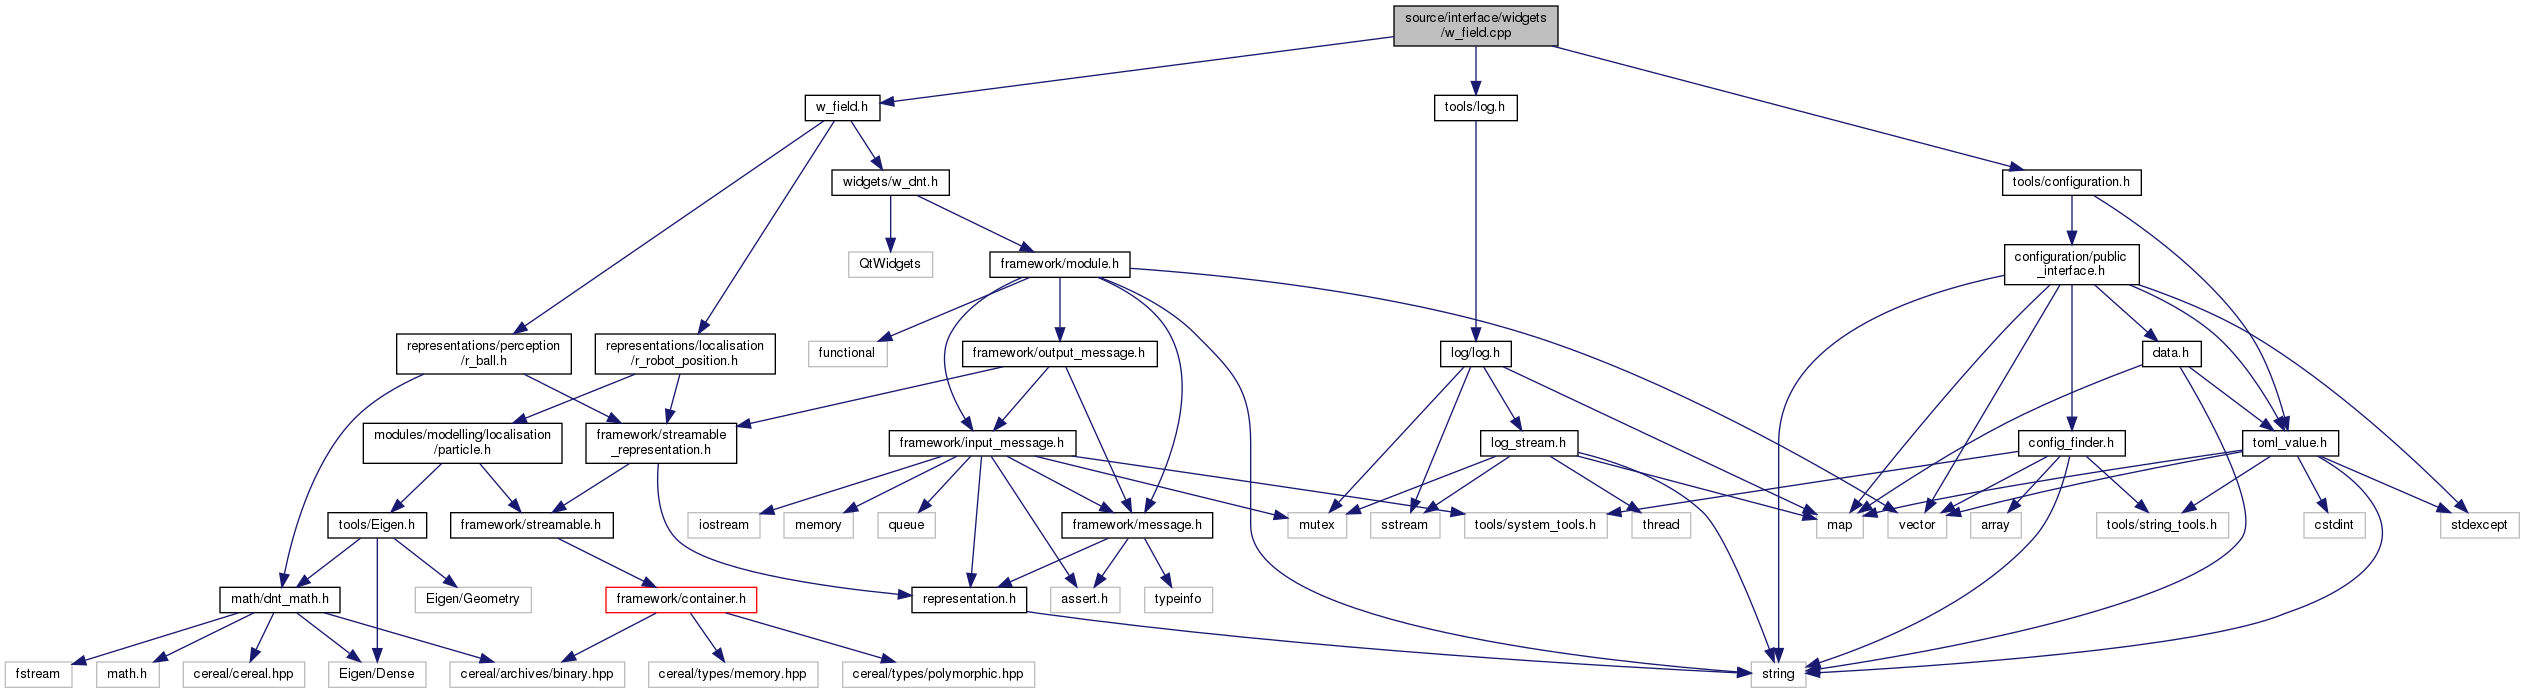 source/interface/widgets
/w_field.cpp
w_field.h
tools/log.h
widgets/w_dnt.h
tools/configuration.h
QtWidgets
framework/module.h
configuration/public
_interface.h
representations/perception
/r_ball.h
representations/localisation
/r_robot_position.h
functional
framework/output_message.h
log/log.h
data.h
modules/modelling/localisation
/particle.h
framework/streamable
_representation.h
framework/input_message.h
log_stream.h
config_finder.h
toml_value.h
tools/Eigen.h
framework/streamable.h
iostream
memory
queue
framework/message.h
mutex
sstream
tools/system_tools.h
thread
map
vector
array
tools/string_tools.h
cstdint
stdexcept
math/dnt_math.h
Eigen/Geometry
framework/container.h
representation.h
assert.h
typeinfo
fstream
math.h
cereal/cereal.hpp
Eigen/Dense
cereal/archives/binary.hpp
cereal/types/memory.hpp
cereal/types/polymorphic.hpp
string